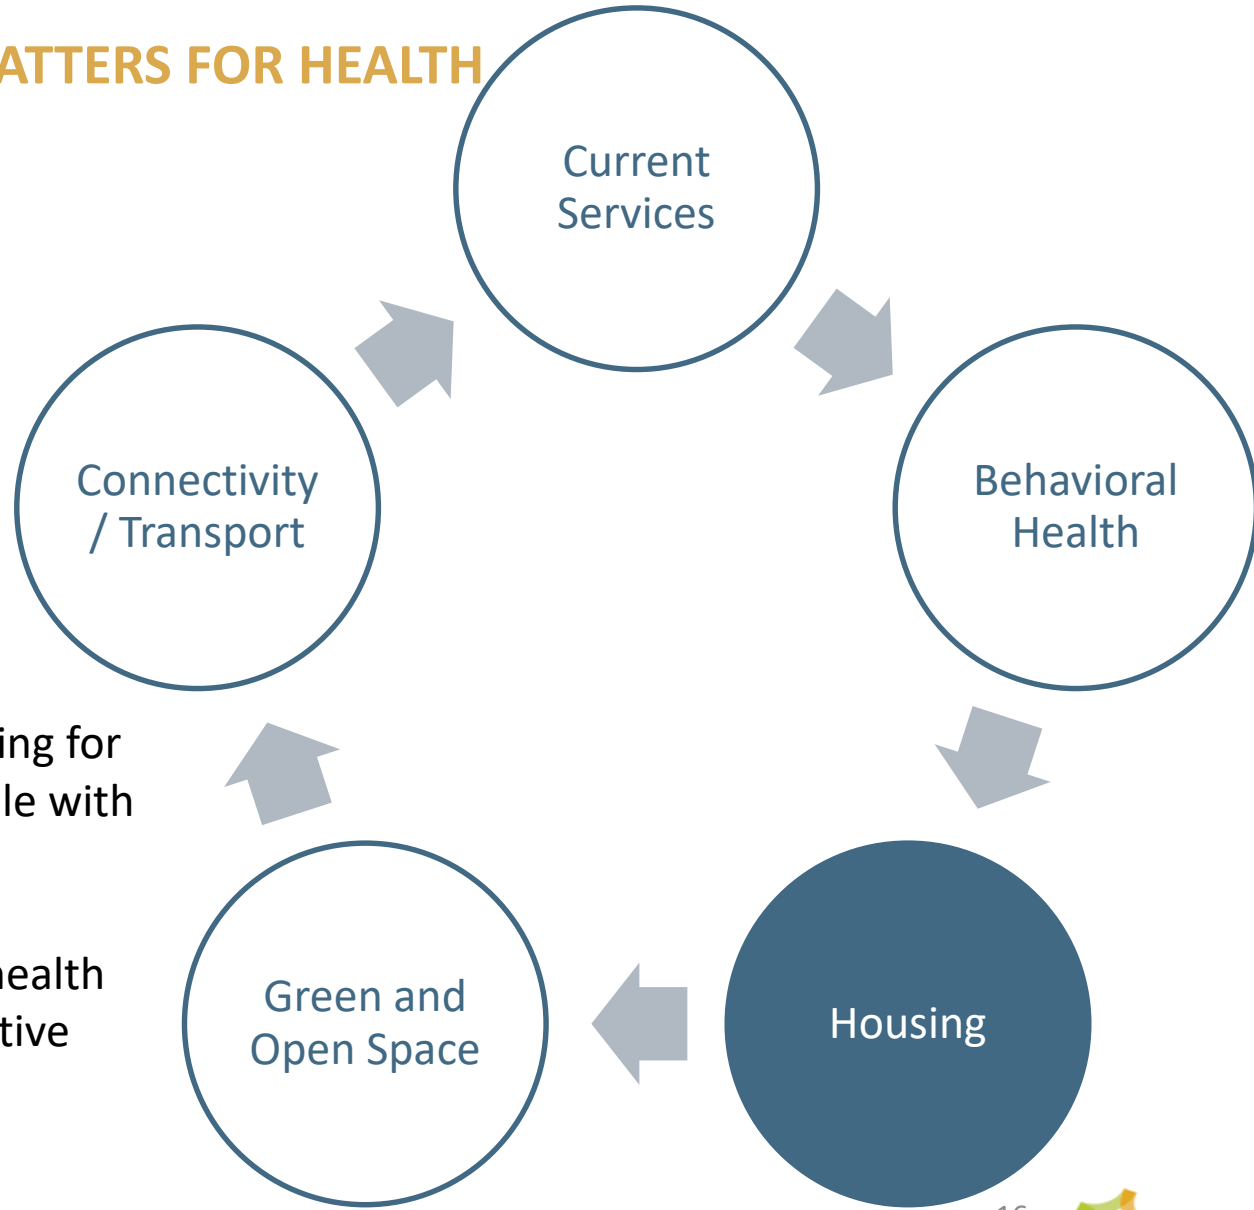 ATTERS FOR HEALTH
Current
Services
Behavioral
Health
Connectivity
/ Transport
ing for
le with
health
tive
Green and
Open Space
Housing